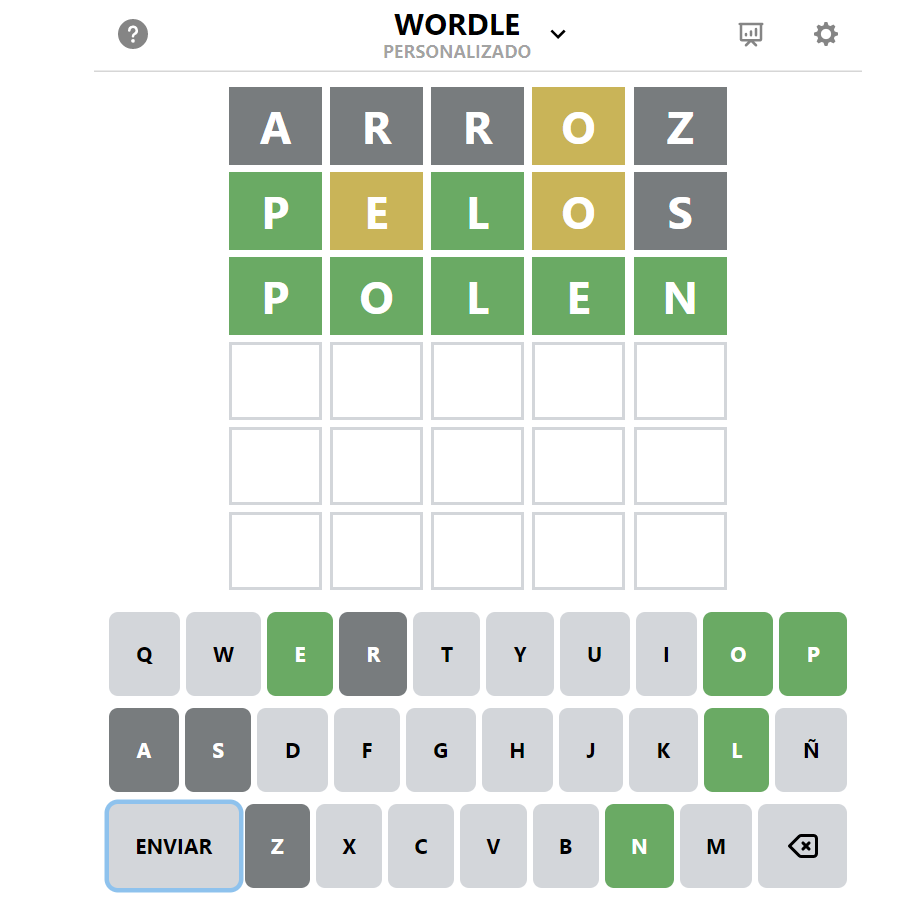 ?
WORDLE
PERSONALIZADO
A R R O Z
P E L O S
P O L E N
Q W E R T Y U I O P
A S D F G H J K L Ñ
ENVIAR Z X C V B N M